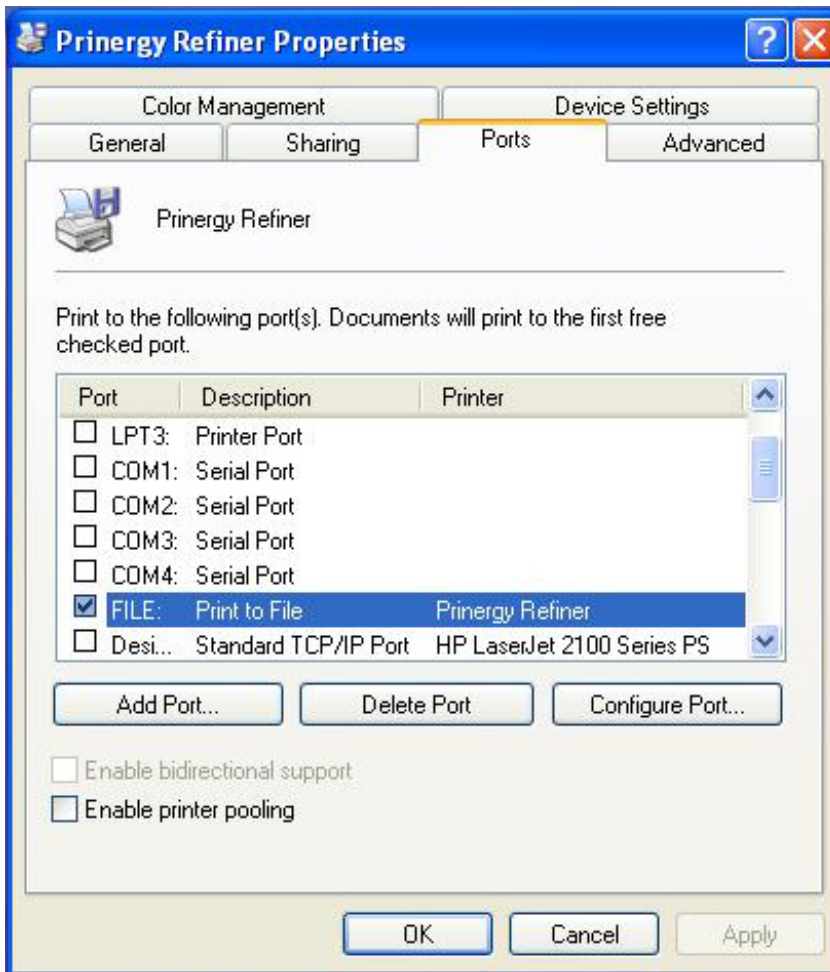 Prinergy Refiner Properties
Color Management Device Settings
General Sharing Ports Advanced
Prinergy Refiner
Print to the following port(s). Documents will print to the first free
checked port.
Port Description Printer
LPT3: Printer Port
COM1: Serial Port
COM2: Serial Port
COM3: Serial Port
COM4: Serial Port
FILE: Print to File Prinergy Refiner
Desi... Standard TCP/IP Port HP LaserJet 2100 Series PS
Add Port... Delete Port Configure Port...
Enable bidirectional support
Enable printer pooling
OK Cancel Apply